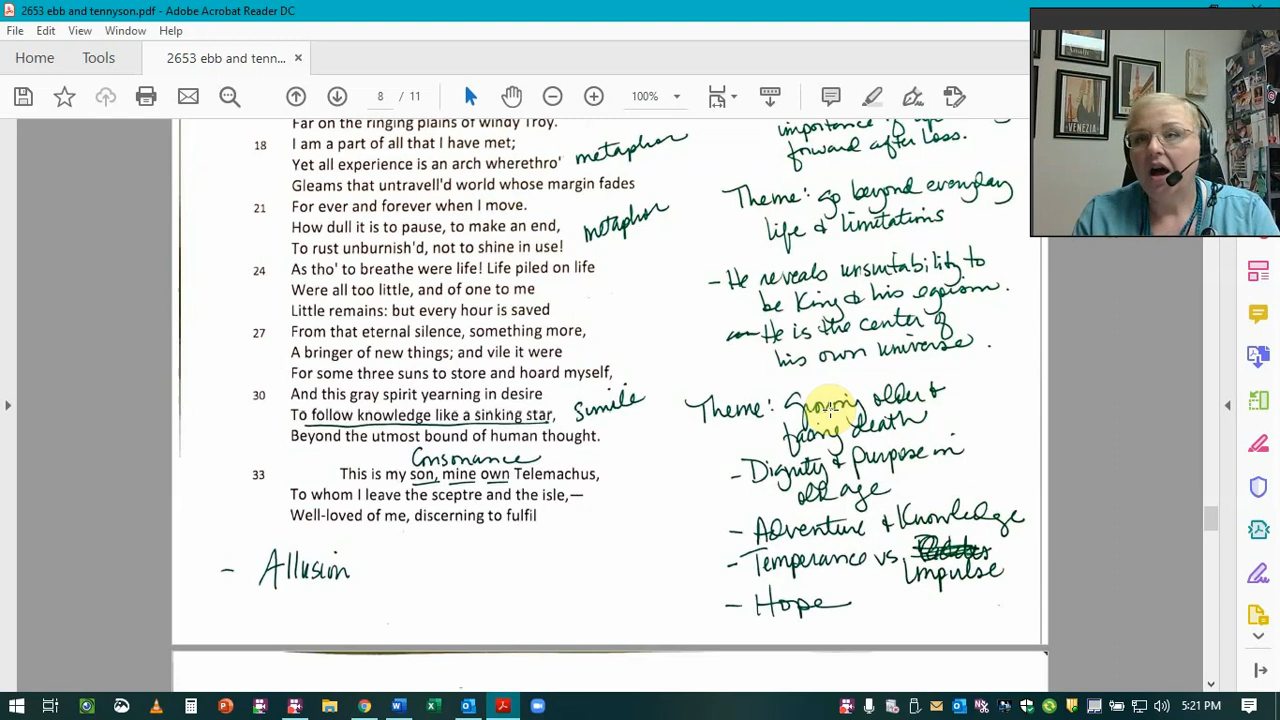 2653 ebb and tennyson.pdf - Adobe Acrobat Reader DC
File Edit View Window Help
Home Tools 2653 ebb and tenn... ×
8 / 11 100%
Far on the ringing plains of windy Troy.
importance of
18 I am a part of all that I have met;
forward after Loss.
Yet all experience is an arch wherethro' metaphor
Gleams that untravell'd world whose margin fades
Theme: go beyond everyday
21 For ever and forever when I move.
life & limitations
How dull it is to pause, to make an end, metaphor
To rust unburnish'd, not to shine in use!
24 As tho' to breathe were life! Life piled on life
- He reveals unsuitability to
Were all too little, and of one to me
be King & his egoism.
Little remains: but every hour is saved
He is the center of
27 From that eternal silence, something more,
his own universe.
A bringer of new things; and vile it were
For some three suns to store and hoard myself,
30 And this gray spirit yearning in desire
Theme: Growing older &
To follow knowledge like a sinking star, simile
facing death
Beyond the utmost bound of human thought.
Consonance
- Dignity & purpose in
33 This is my son, mine own Telemachus,
old age
To whom I leave the sceptre and the isle,—
Well-loved of me, discerning to fulfil
- Adventure & Knowledge
- Temperance vs
Impulse
- Allusion
- Hope
VENEZIA
5:21 PM